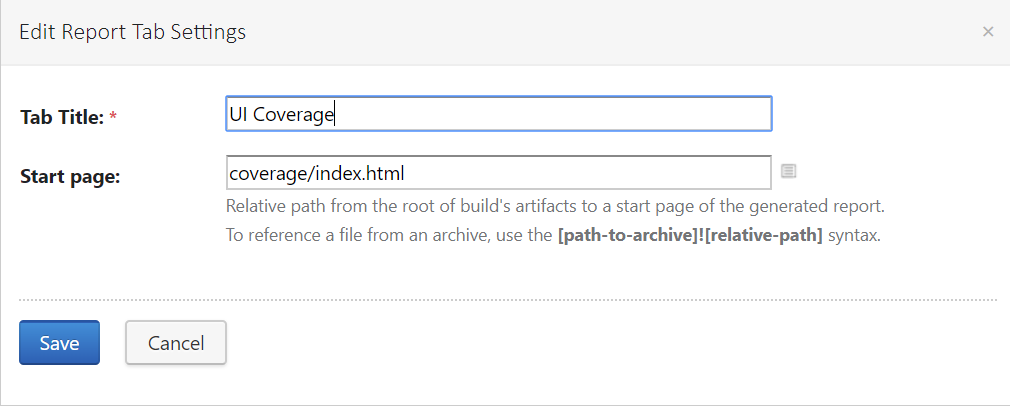 Edit Report Tab Settings ×
Tab Title: * UI Coverage
Start page: coverage/index.html
Relative path from the root of build's artifacts to a start page of the generated report.
To reference a file from an archive, use the [path-to-archive]![relative-path] syntax.
Save Cancel